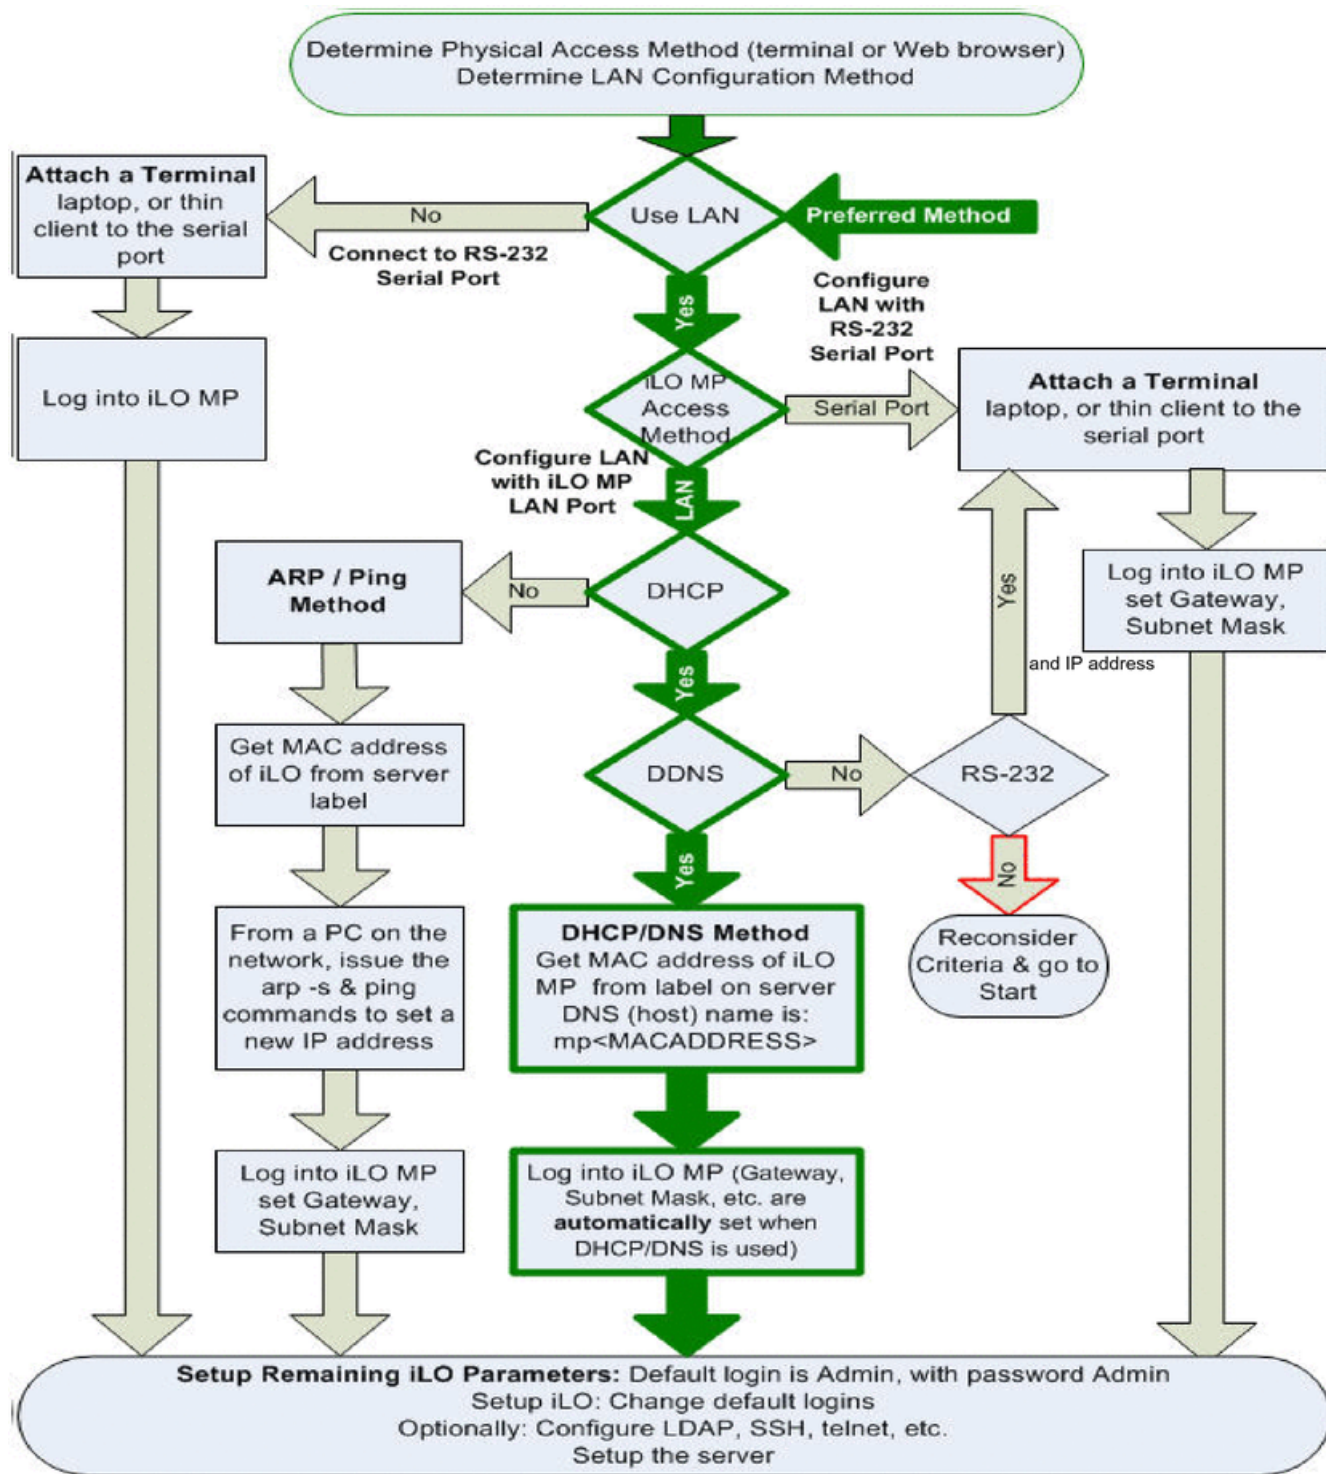 Determine Physical Access Method (terminal or Web browser)
Determine LAN Configuration Method
Attach a Terminal
laptop, or thin
client to the serial
port
No
Use LAN
Preferred Method
Connect to RS-232
Serial Port
Yes
Configure
LAN with
RS-232
Serial Port
Log into iLO MP
iLO MP
Access
Method
Serial Port
Attach a Terminal
laptop, or thin client to the
serial port
Configure LAN
with iLO MP
LAN Port
LAN
ARP / Ping
Method
No
DHCP
Yes
Log into iLO MP
set Gateway,
Subnet Mask
and IP address
Yes
Get MAC address
of iLO from server
label
DDNS
No
RS-232
Yes
No
From a PC on the
network, issue the
arp -s & ping
commands to set a
new IP address
DHCP/DNS Method
Get MAC address of iLO
MP from label on server
DNS (host) name is:
mp<MACADDRESS>
Reconsider
Criteria & go to
Start
Log into iLO MP
set Gateway,
Subnet Mask
Log into iLO MP (Gateway,
Subnet Mask, etc. are
automatically set when
DHCP/DNS is used)
Setup Remaining iLO Parameters: Default login is Admin, with password Admin
Setup iLO: Change default logins
Optionally: Configure LDAP, SSH, telnet, etc.
Setup the server